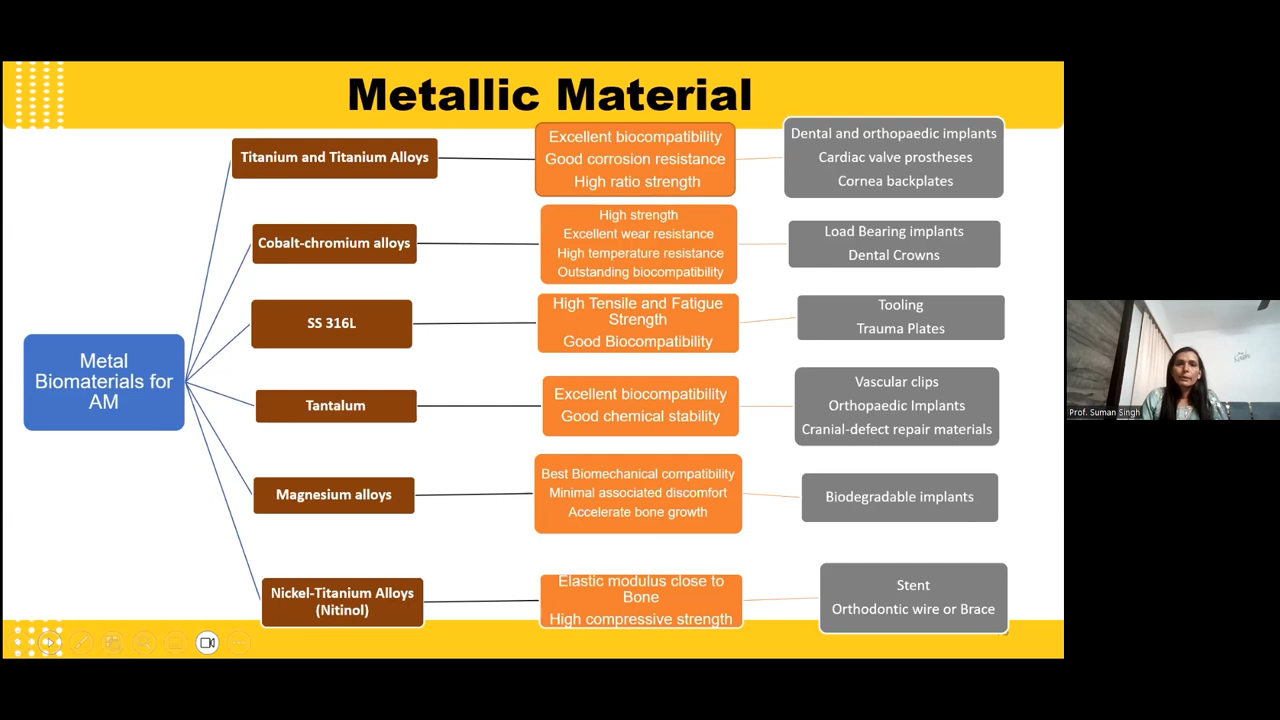 Metallic Material
Metal
Biomaterials for
AM
Titanium and Titanium Alloys
Excellent biocompatibility
Good corrosion resistance
High ratio strength
Dental and orthopaedic implants
Cardiac valve prostheses
Cornea backplates
Cobalt-chromium alloys
High strength
Excellent wear resistance
High temperature resistance
Outstanding biocompatibility
Load Bearing implants
Dental Crowns
SS 316L
High Tensile and Fatigue
Strength
Good Biocompatibility
Tooling
Trauma Plates
Tantalum
Excellent biocompatibility
Good chemical stability
Vascular clips
Orthopaedic Implants
Cranial-defect repair materials
Magnesium alloys
Best Biomechanical compatibility
Minimal associated discomfort
Accelerate bone growth
Biodegradable implants
Nickel-Titanium Alloys
(Nitinol)
Elastic modulus close to
Bone
High compressive strength
Stent
Orthodontic wire or Brace
Prof. Suman Singh